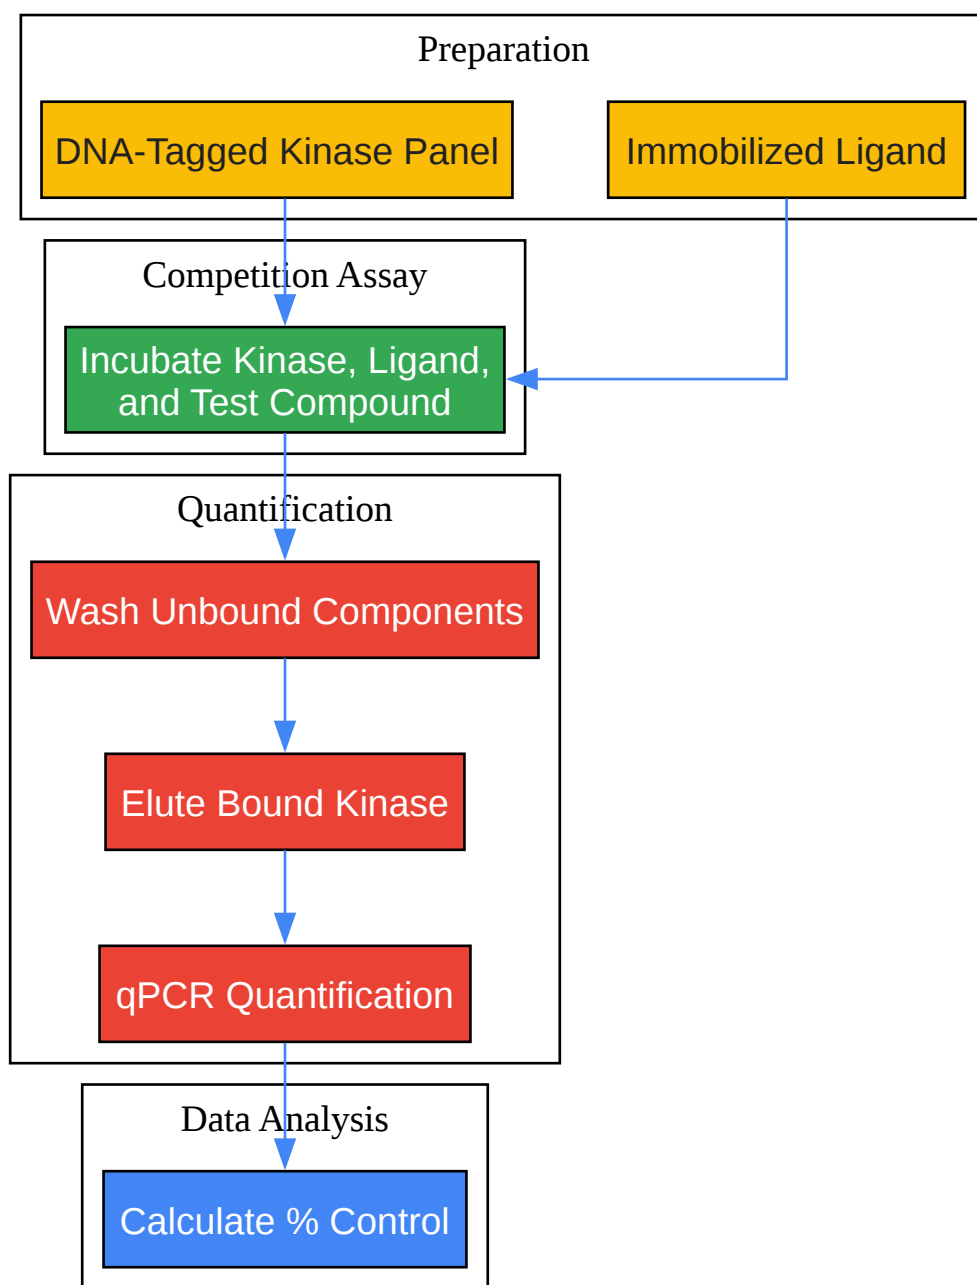 Preparation
DNA-Tagged Kinase Panel
Immobilized Ligand
Competition Assay
Incubate Kinase, Ligand,
and Test Compound
Quantification
Wash Unbound Components
Elute Bound Kinase
qPCR Quantification
Data Analysis
Calculate % Control